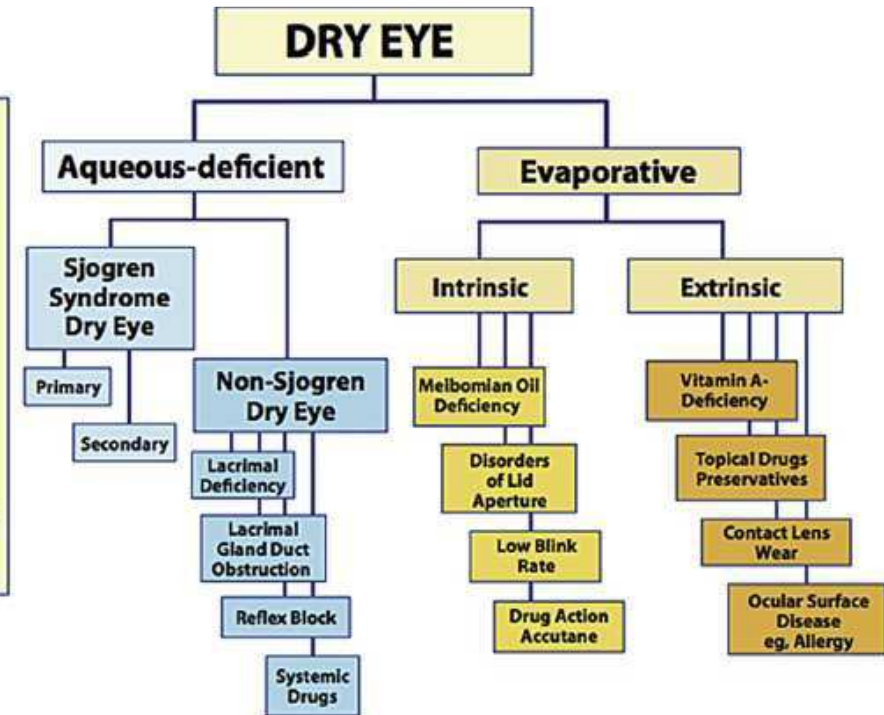 DRY EYE
Aqueous-deficient
Evaporative
Sjogren
Syndrome
Dry Eye
Primary
Secondary
Non-Sjogren
Dry Eye
Lacrimal
Deficiency
Lacrimal
Gland Duct
Obstruction
Reflex Block
Systemic
Drugs
Intrinsic
Meibomian Oil
Deficiency
Disorders
of Lid
Aperture
Low Blink
Rate
Drug Action
Accutane
Extrinsic
Vitamin A-
Deficiency
Topical Drugs
Preservatives
Contact Lens
Wear
Ocular Surface
Disease
eg, Allergy